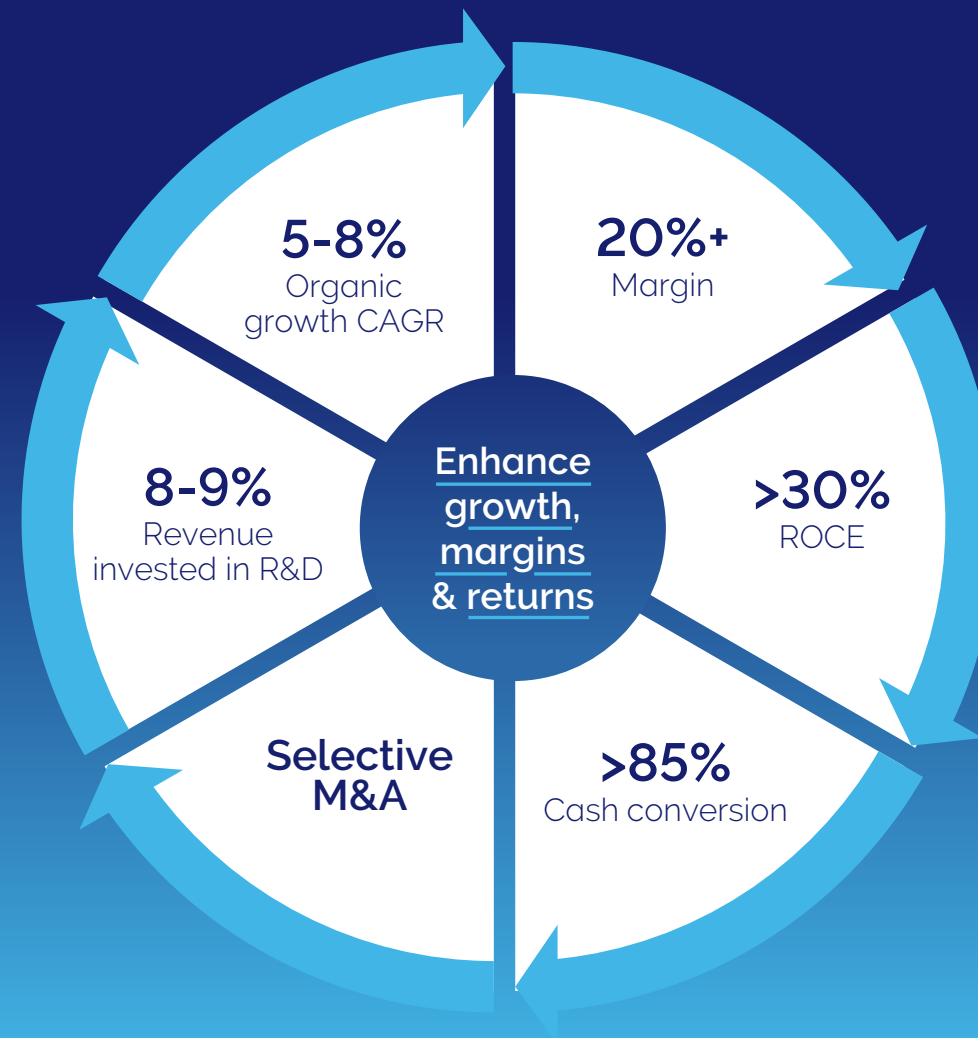 5-8%
Organic
growth CAGR
20%+
Margin
>30%
ROCE
>85%
Cash conversion
Selective
M&A
8-9%
Revenue
invested in R&D
Enhance
growth,
margins
& returns